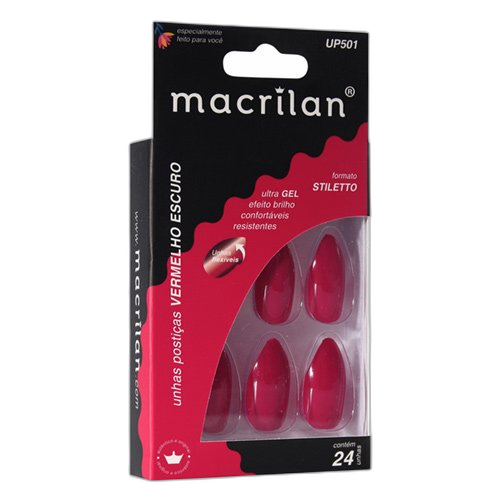 especialmente
feito para você
UP501
macrilan®
formato
STILETTO
ultra GEL
efeito brilho
confortáveis
resistentes
Unhas
flexíveis
unhas postiças VERMELHO ESCURO
www.macrilan.com
contém
24 unhas